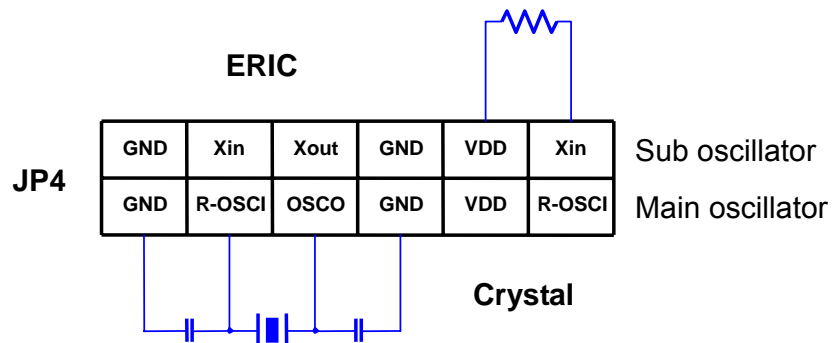 ERIC
JP4
GND Xin Xout GND VDD Xin Sub oscillator
GND R-OSCI OSCO GND VDD R-OSCI Main oscillator
Crystal